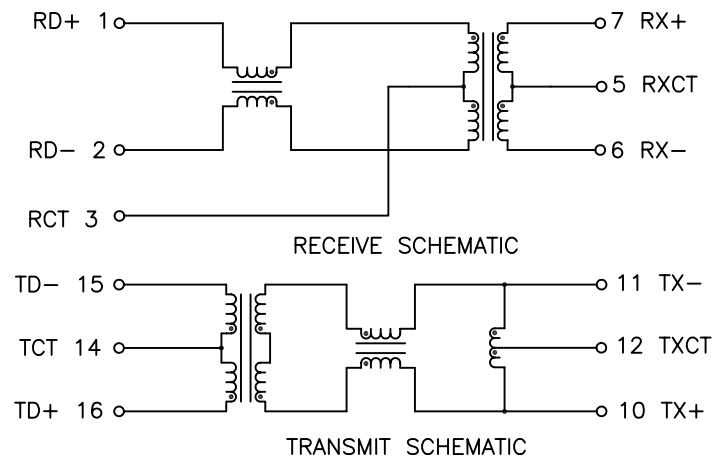 RD+ 1
7 RX+
5 RXCT
RD- 2
6 RX-
RCT 3
RECEIVE SCHEMATIC
TD- 15
11 TX-
TCT 14
12 TXCT
TD+ 16
10 TX+
TRANSMIT SCHEMATIC